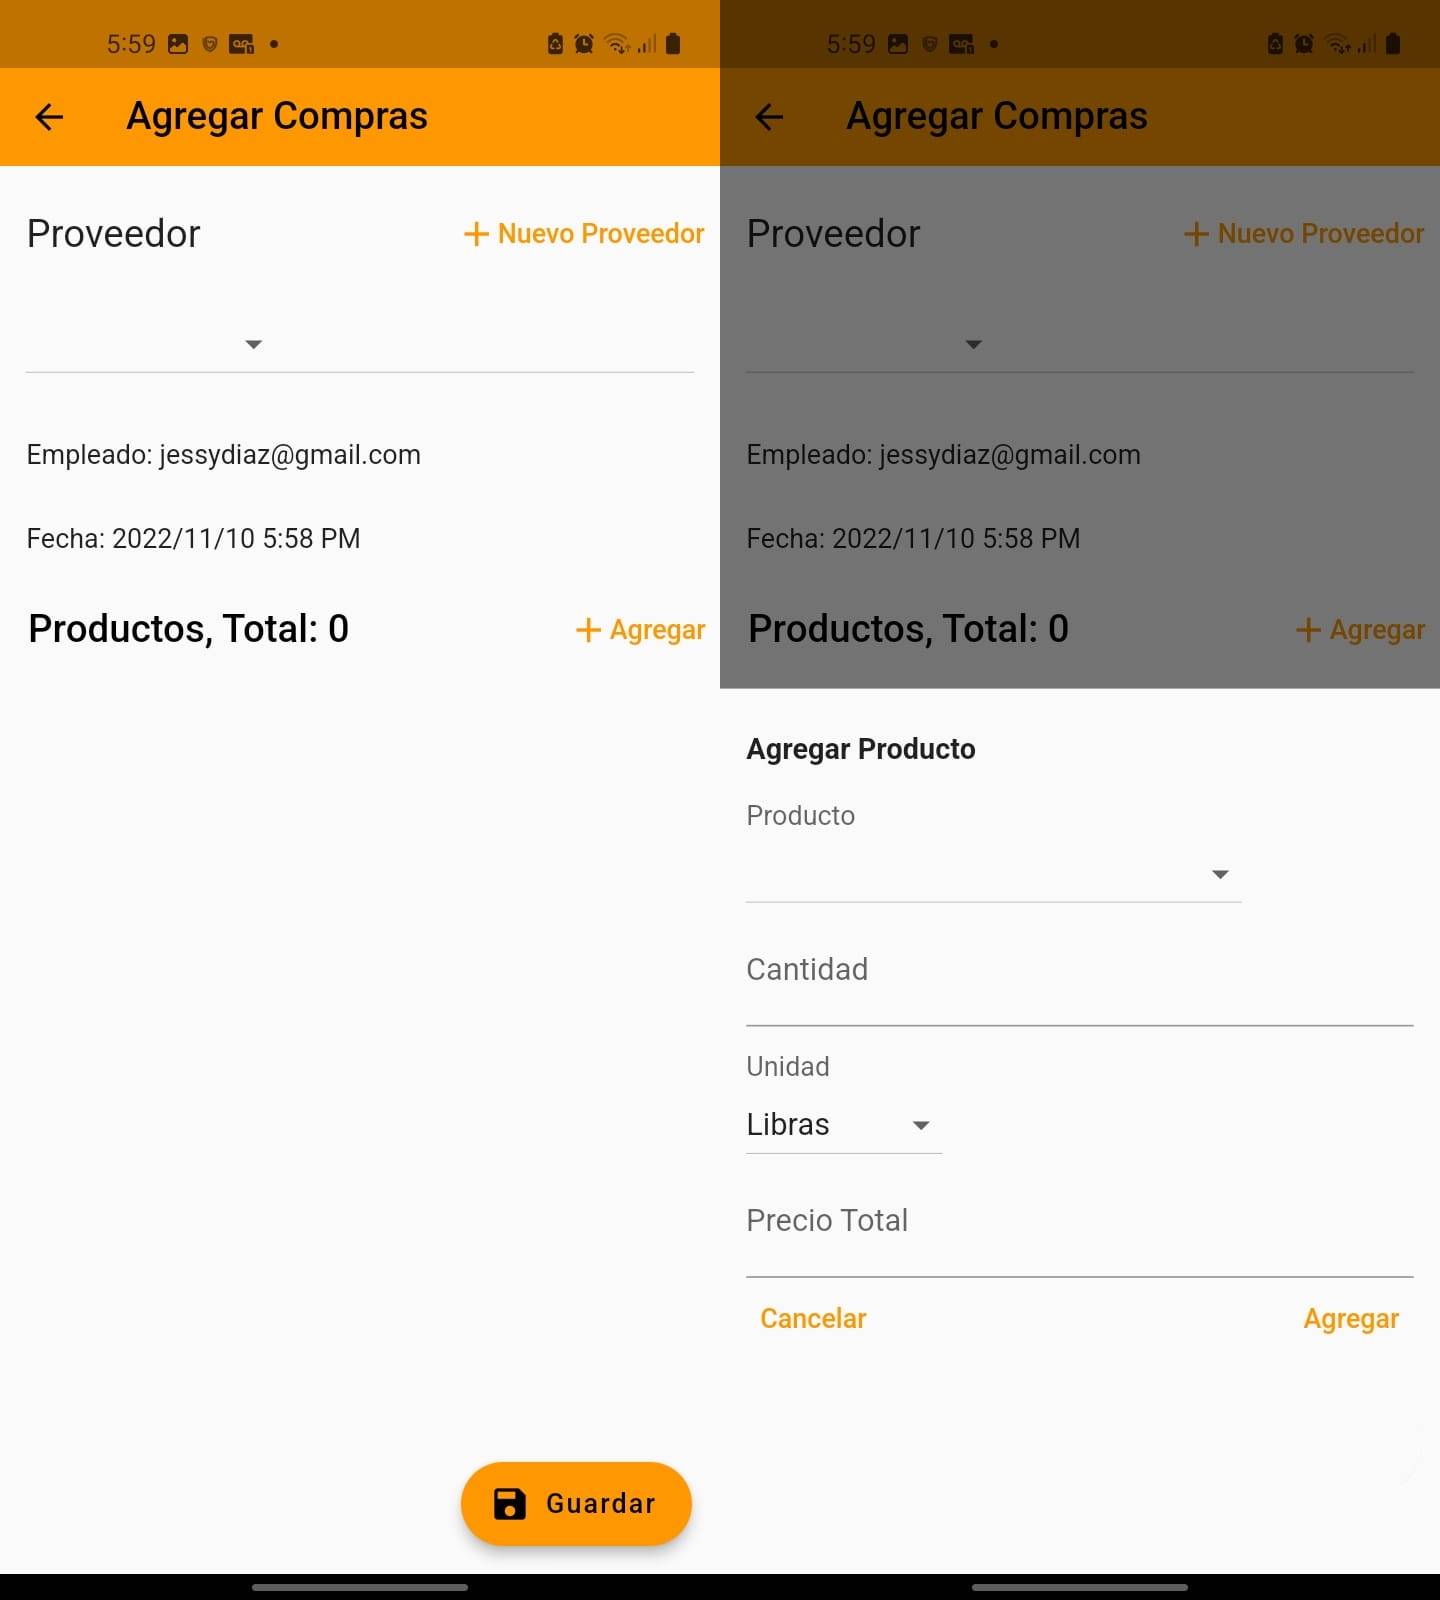 5:59
Agregar Compras
Proveedor
+ Nuevo Proveedor
Empleado: jessydiaz@gmail.com
Fecha: 2022/11/10 5:58 PM
Productos, Total: 0
+ Agregar
Guardar
5:59
Agregar Compras
Proveedor
+ Nuevo Proveedor
Empleado: jessydiaz@gmail.com
Fecha: 2022/11/10 5:58 PM
Productos, Total: 0
+ Agregar
Agregar Producto
Producto
Cantidad
Unidad
Libras
Precio Total
Cancelar
Agregar